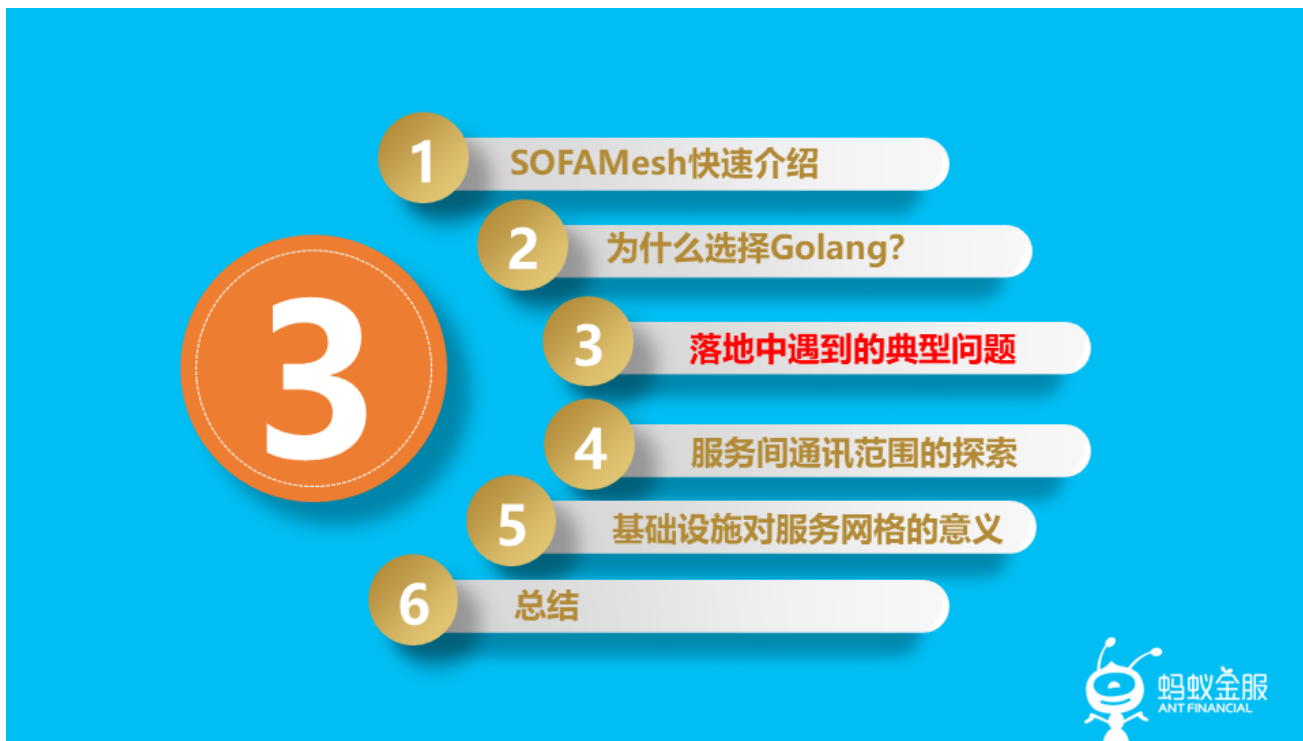 3
1 SOFAMesh快速介绍
2 为什么选择Golang?
3 落地中遇到的典型问题
4 服务间通讯范围的探索
5 基础设施对服务网格的意义
6 总结
蚂蚁金服
ANT FINANCIAL